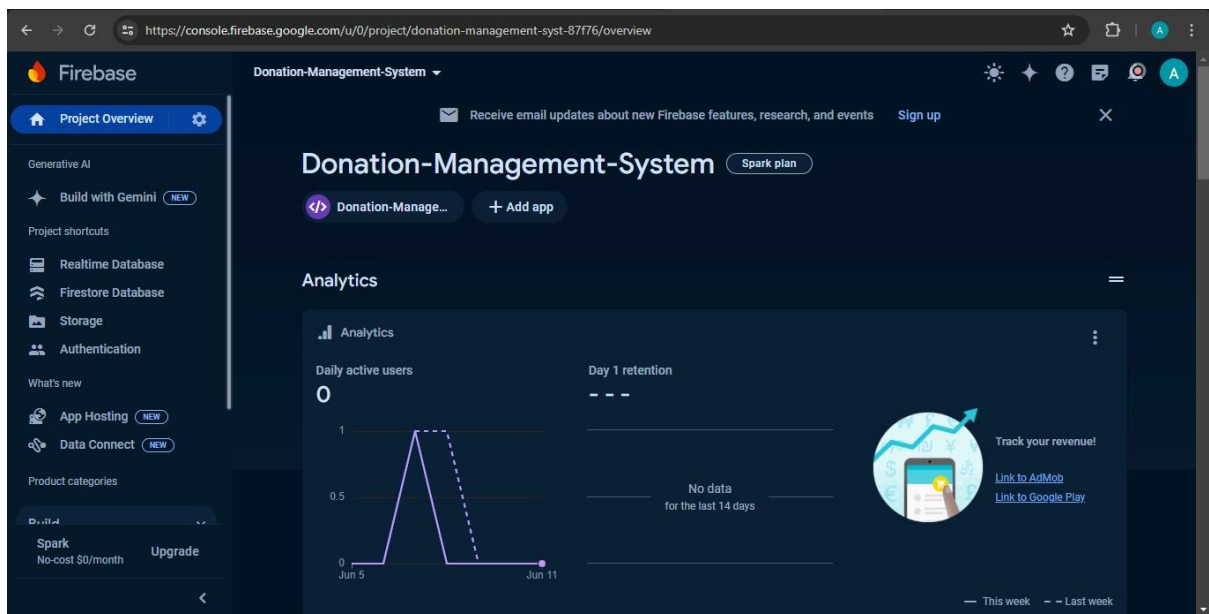 https://console.firebase.google.com/u/0/project/donation-management-syst-87f76/overview
A
Firebase
Donation-Management-System
A
Project Overview
Receive email updates about new Firebase features, research, and events Sign up
Generative AI
Build with Gemini NEW
Project shortcuts
Realtime Database
Firestore Database
Storage
Authentication
What's new
App Hosting NEW
Data Connect NEW
Product categories
Build
Spark
No-cost $0/month
Upgrade
Donation-Management-System Spark plan
Donation-Manage... + Add app
Analytics
Analytics
Daily active users
0
1
0.5
0
Jun 5 Jun 11
Day 1 retention
- - -
No data
for the last 14 days
Track your revenue!
Link to AdMob
Link to Google Play
This week Last week